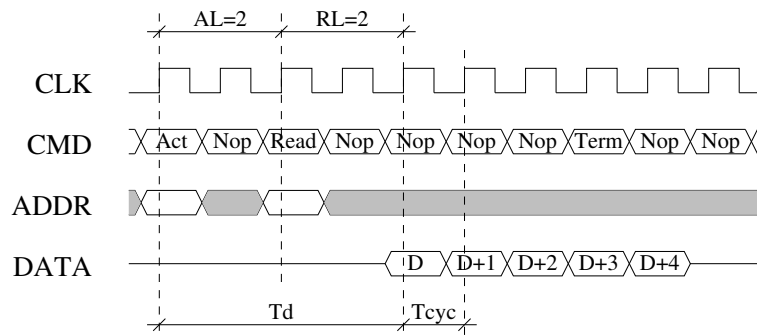 AL=2 RL=2
CLK
CMD Act Nop Read Nop Nop Nop Nop Term Nop Nop
ADDR
DATA D D+1 D+2 D+3 D+4
Td Tcyc